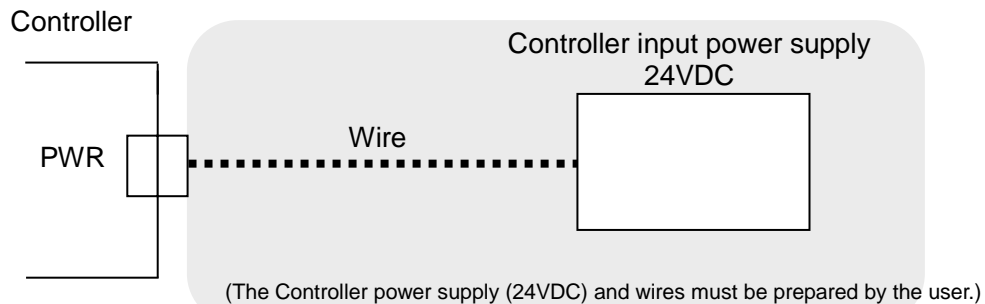 Controller
Controller input power supply
24VDC
Wire
PWR
(The Controller power supply (24VDC) and wires must be prepared by the user.)